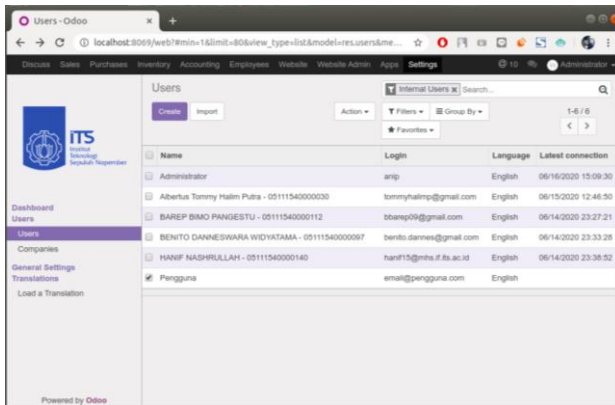 Users - Odoo
localhost:8069/web?#min=1&limit=80&view_type=list&model=res.users&me...
Discuss Sales Purchases Inventory Accounting Employees Website Website Admin Apps Settings @ 10 Administrator
Users
Internal Users x Search...
Create Import Action Filters Group By 1-6 / 6
Favorites
iTS
Institut
Teknologi
Sepuluh Nopember
Name Login Language Latest connection
Administrator anip English 06/16/2020 15:09:30
Albertus Tommy Halim Putra - 05111540000030 tommyhalimp@gmail.com English 06/15/2020 12:46:50
BAREP BIMO PANGESTU - 05111540000112 bbarep09@gmail.com English 06/14/2020 23:27:21
BENITO DANNESWARA WIDYATAMA - 05111540000097 benito.dannes@gmail.com English 06/14/2020 23:33:28
HANIF NASHRULLAH - 05111540000140 hanif15@mhs.if.its.ac.id English 06/14/2020 23:38:52
Pengguna email@pengguna.com English
Dashboard
Users
Users
Companies
General Settings
Translations
Load a Translation
Powered by Odoo